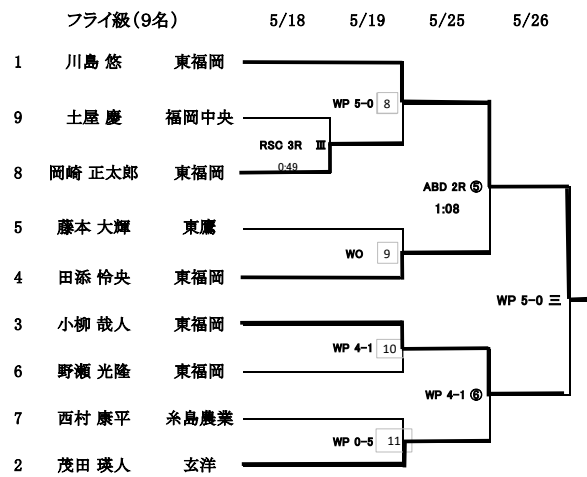 フライ級（9名） 5/18 5/19 5/25 5/26
1 川島 悠 東福岡
WP 5-0 8
9 土屋 慶 福岡中央
RSC 3R Ⅲ
0:49
8 岡崎 正太郎 東福岡
ABD 2R ⑤
1:08
5 藤本 大輝 東鷹
WO 9
4 田添 怜央 東福岡
WP 5-0 三
3 小柳 哉人 東福岡
WP 4-1 10
6 野瀬 光隆 東福岡
WP 4-1 ⑥
7 西村 康平 糸島農業
WP 0-5 11
2 茂田 瑛人 玄洋